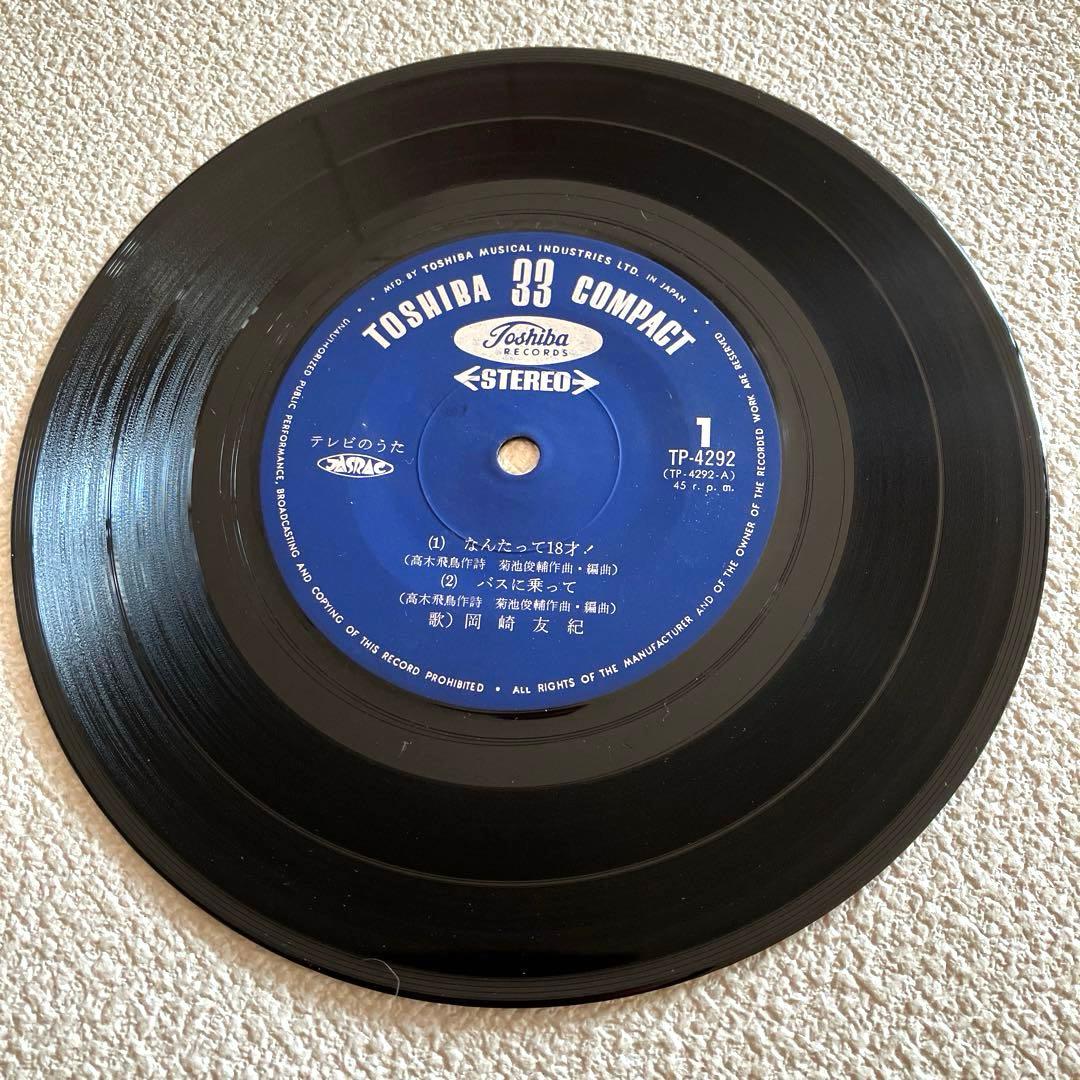 MFD. BY TOSHIBA MUSICAL INDUSTRIES LTD. IN JAPAN
TOSHIBA 33 COMPACT
Toshiba
RECORDS
STEREO
テレビのうた
JASRAC
1
TP-4292
(TP-4292-A)
45 r. p. m.
(1) なんたって18才!
(高木飛鳥作詩 菊池俊輔作曲・編曲)
(2) バスに乗って
(高木飛鳥作詩 菊池俊輔作曲・編曲)
歌) 岡崎友紀
UNAUTHORIZED PUBLIC PERFORMANCE, BROADCASTING AND COPYING OF THIS RECORD PROHIBITED • ALL RIGHTS OF THE MANUFACTURER AND OF THE OWNER OF THE RECORDED WORK ARE RESERVED